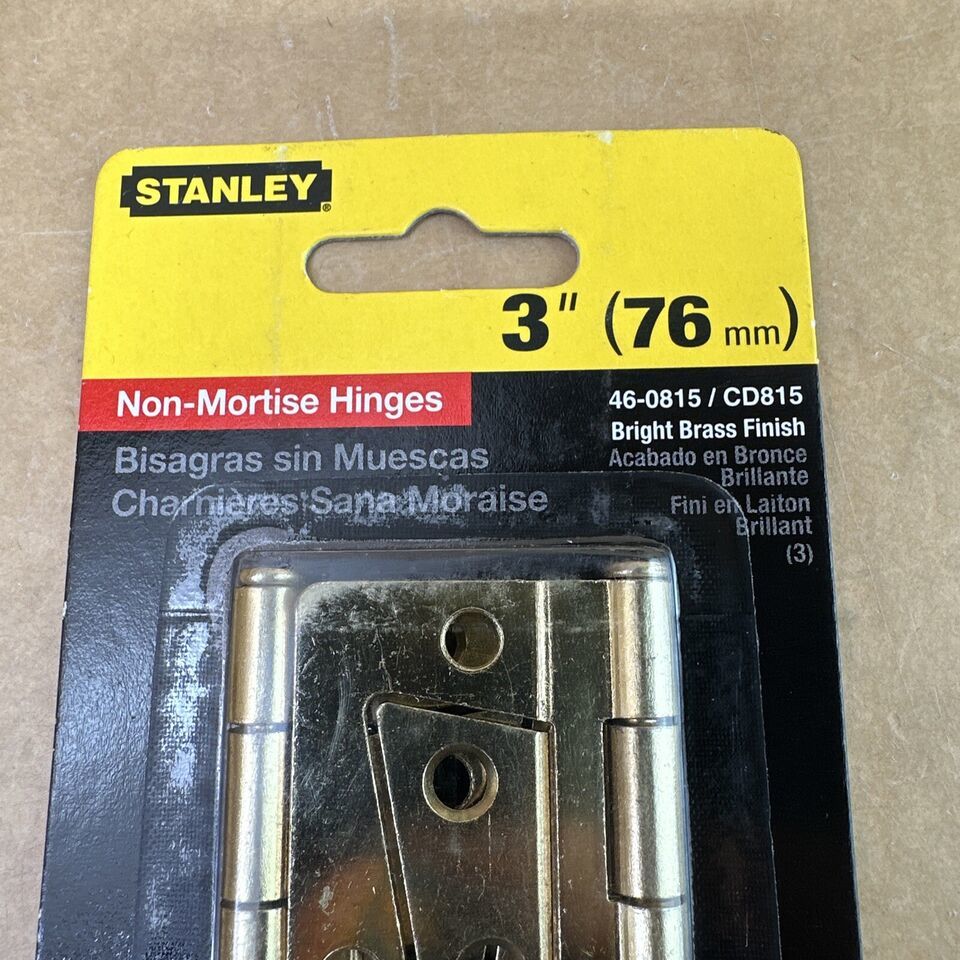 STANLEY®
3" (76 mm)
Non-Mortise Hinges
Bisagras sin Muescas
Charnières Sana Moraise
46-0815 / CD815
Bright Brass Finish
Acabado en Bronce
Brillante
Fini en Laiton
Brillant
(3)